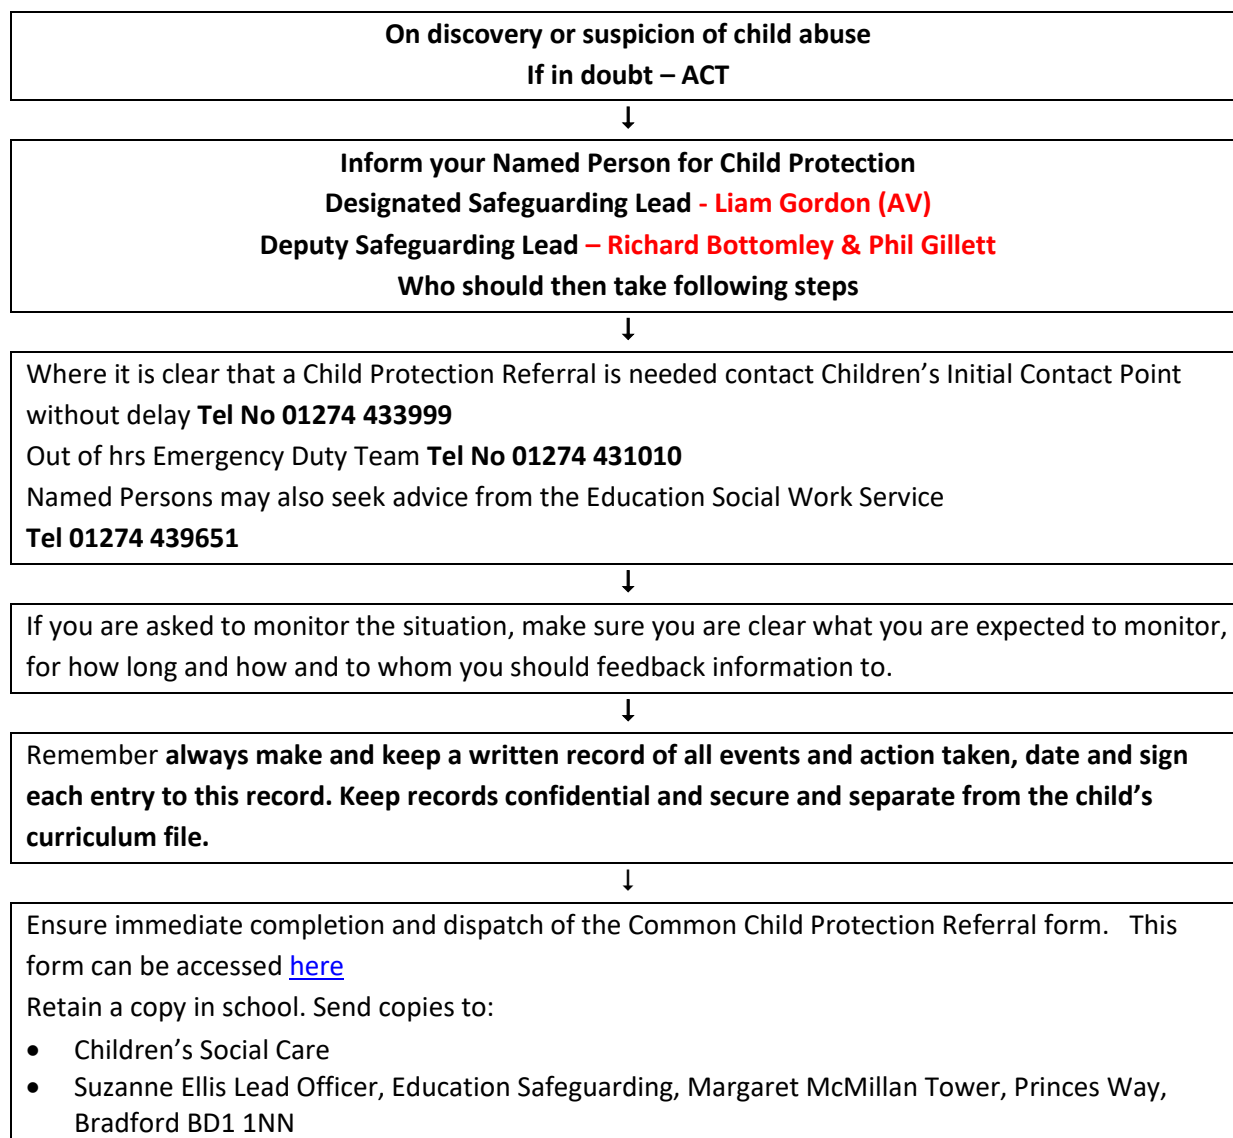 On discovery or suspicion of child abuse
If in doubt – ACT
↓
Inform your Named Person for Child Protection
Designated Safeguarding Lead - Liam Gordon (AV)
Deputy Safeguarding Lead – Richard Bottomley & Phil Gillett
Who should then take following steps
↓
Where it is clear that a Child Protection Referral is needed contact Children’s Initial Contact Point
without delay Tel No 01274 433999
Out of hrs Emergency Duty Team Tel No 01274 431010
Named Persons may also seek advice from the Education Social Work Service
Tel 01274 439651
↓
If you are asked to monitor the situation, make sure you are clear what you are expected to monitor,
for how long and how and to whom you should feedback information to.
↓
Remember always make and keep a written record of all events and action taken, date and sign
each entry to this record. Keep records confidential and secure and separate from the child’s
curriculum file.
↓
Ensure immediate completion and dispatch of the Common Child Protection Referral form.   This
form can be accessed here
Retain a copy in school. Send copies to:
• Children’s Social Care
• Suzanne Ellis Lead Officer, Education Safeguarding, Margaret McMillan Tower, Princes Way,
Bradford BD1 1NN